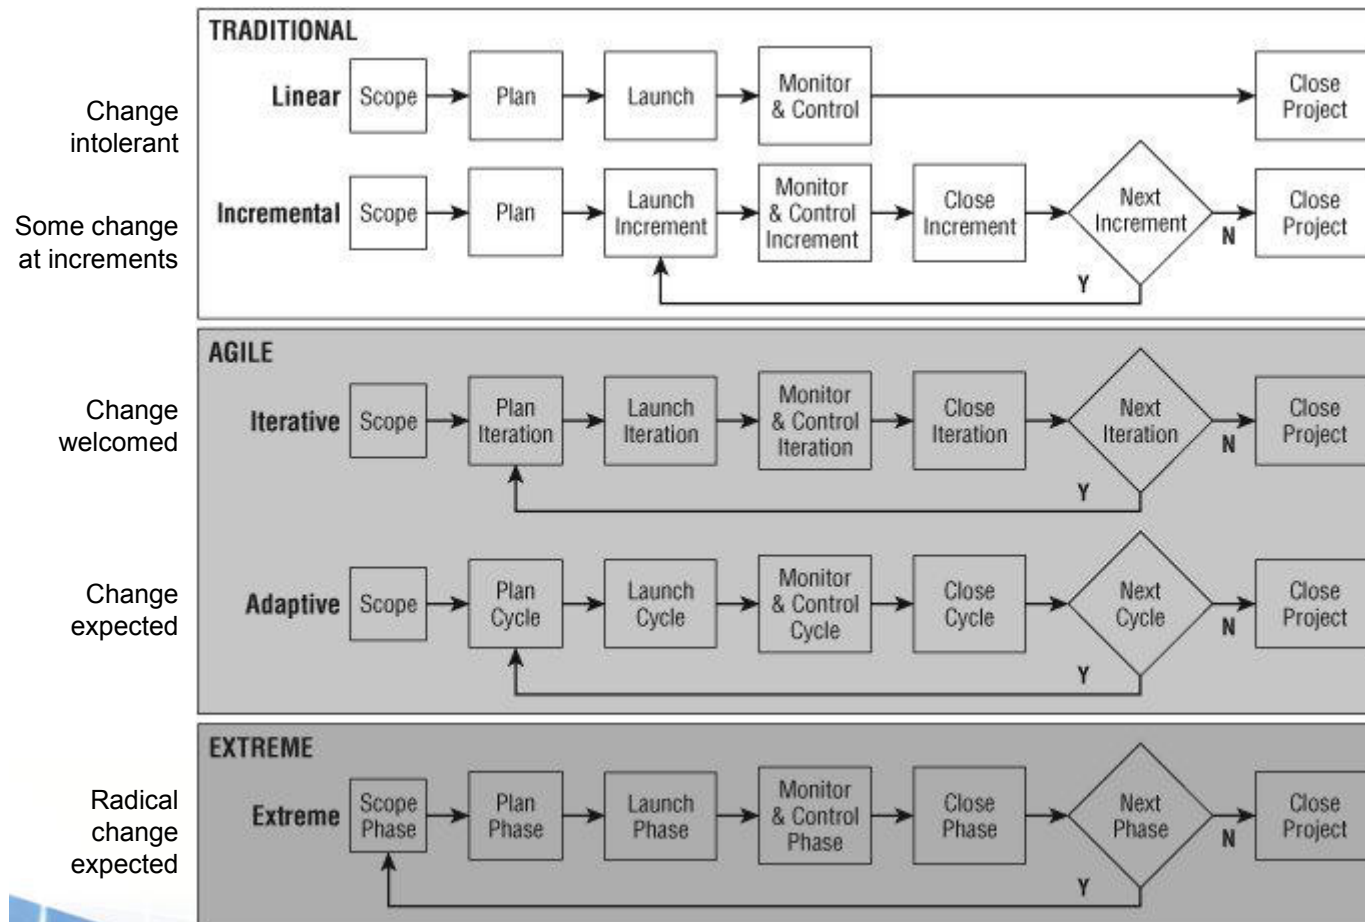 TRADITIONAL
Change
intolerant
Linear
Scope
Plan
Launch
Monitor
& Control
Close
Project
Some change
at increments
Incremental
Scope
Plan
Launch
Increment
Monitor
& Control
Increment
Close
Increment
Next
Increment
N
Close
Project
Y
AGILE
Change
welcomed
Iterative
Scope
Plan
Iteration
Launch
Iteration
Monitor
& Control
Iteration
Close
Iteration
Next
Iteration
N
Close
Project
Y
Change
expected
Adaptive
Scope
Plan
Cycle
Launch
Cycle
Monitor
& Control
Cycle
Close
Cycle
Next
Cycle
N
Close
Project
Y
EXTREME
Radical
change
expected
Extreme
Scope
Phase
Plan
Phase
Launch
Phase
Monitor
& Control
Phase
Close
Phase
Next
Phase
N
Close
Project
Y